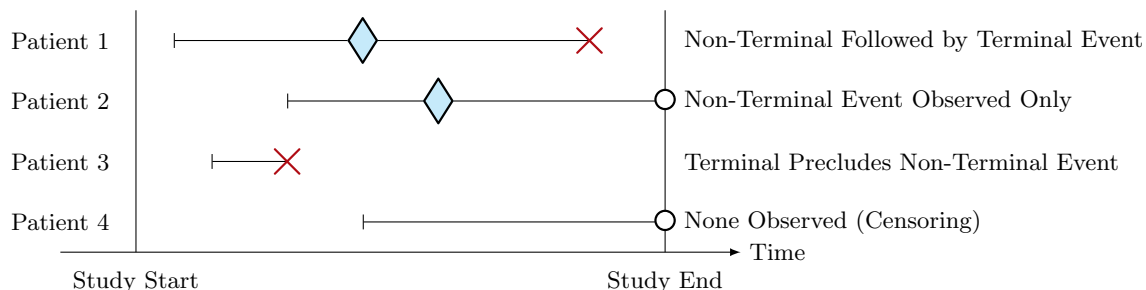 Patient 1
Non-Terminal Followed by Terminal Event
Patient 2
Non-Terminal Event Observed Only
Patient 3
Terminal Precludes Non-Terminal Event
Patient 4
None Observed (Censoring)
Time
Study Start
Study End